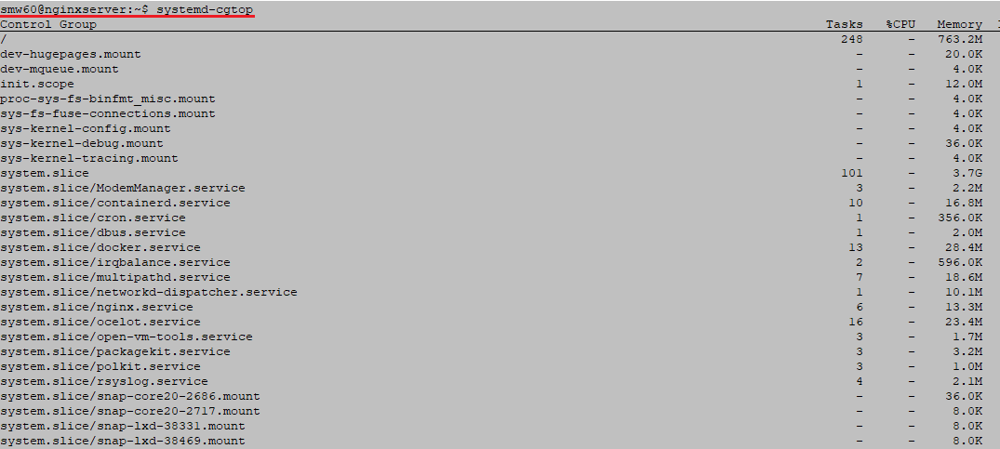 smw60@nginxserver:~$ systemd-cgtop
Control Group Tasks %CPU Memory
/ 248 - 763.2M
dev-hugepages.mount - - 20.0K
dev-mqueue.mount - - 4.0K
init.scope 1 - 12.0M
proc-sys-fs-binfmt_misc.mount - - 4.0K
sys-fs-fuse-connections.mount - - 4.0K
sys-kernel-config.mount - - 4.0K
sys-kernel-debug.mount - - 36.0K
sys-kernel-tracing.mount - - 4.0K
system.slice 101 - 3.7G
system.slice/ModemManager.service 3 - 2.2M
system.slice/containerd.service 10 - 16.8M
system.slice/cron.service 1 - 356.0K
system.slice/dbus.service 1 - 2.0M
system.slice/docker.service 13 - 28.4M
system.slice/irqbalance.service 2 - 596.0K
system.slice/multipathd.service 7 - 18.6M
system.slice/networkd-dispatcher.service 1 - 10.1M
system.slice/nginx.service 6 - 13.3M
system.slice/ocelot.service 16 - 23.4M
system.slice/open-vm-tools.service 3 - 1.7M
system.slice/packagekit.service 3 - 3.2M
system.slice/polkit.service 3 - 1.0M
system.slice/rsyslog.service 4 - 2.1M
system.slice/snap-core20-2686.mount - - 36.0K
system.slice/snap-core20-2717.mount - - 8.0K
system.slice/snap-lxd-38331.mount - - 8.0K
system.slice/snap-lxd-38469.mount - - 8.0K